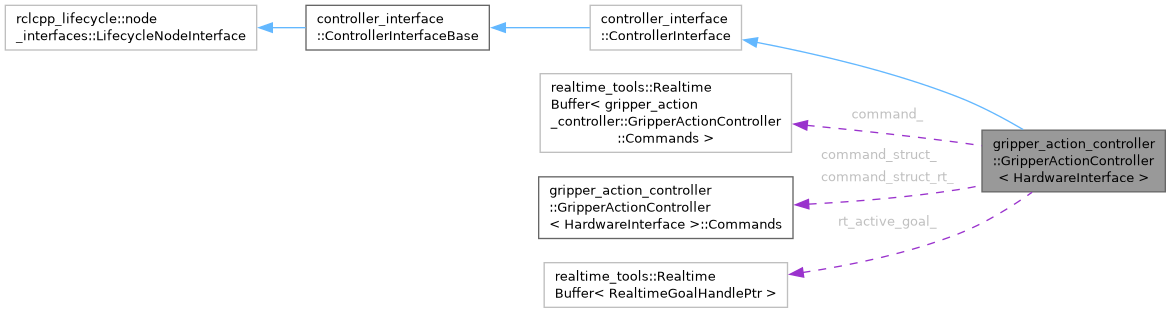 rclcpp_lifecycle::node
_interfaces::LifecycleNodeInterface
controller_interface
::ControllerInterfaceBase
controller_interface
::ControllerInterface
realtime_tools::Realtime
Buffer< gripper_action
_controller::GripperActionController
::Commands >
command_
gripper_action_controller
::GripperActionController
< HardwareInterface >
command_struct_
command_struct_rt_
gripper_action_controller
::GripperActionController
< HardwareInterface >::Commands
rt_active_goal_
realtime_tools::Realtime
Buffer< RealtimeGoalHandlePtr >